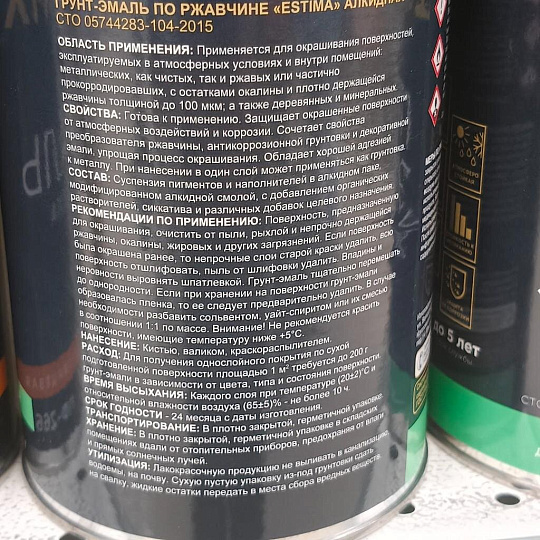 ГРУНТ-ЭМАЛЬ ПО РЖАВЧИНЕ «ESTIMA» АЛКИДНАЯ
СТО 05744283-104-2015
ОБЛАСТЬ ПРИМЕНЕНИЯ: Применяется для окрашивания поверхностей,
эксплуатируемых в атмосферных условиях и внутри помещений:
металлических, как чистых, так и ржавых или частично
прокорродировавших, с остатками окалины и плотно держащейся
ржавчины толщиной до 100 мкм; а также деревянных и минеральных.
СВОЙСТВА: Готова к применению. Защищает окрашенные поверхности
от атмосферных воздействий и коррозии. Сочетает свойства
преобразователя ржавчины, антикоррозионной грунтовки и декоративной
эмали, упрощая процесс окрашивания. Обладает хорошей адгезией
к металлу. При нанесении в один слой может применяться как грунтовка.
СОСТАВ: Суспензия пигментов и наполнителей в алкидном лаке,
модифицированном алкидной смолой, с добавлением органических
растворителей, сиккатива и различных добавок целевого назначения.
РЕКОМЕНДАЦИИ ПО ПРИМЕНЕНИЮ: Поверхность, предназначенную
для окрашивания, очистить от пыли, рыхлой и непрочно держащейся
ржавчины, окалины, жировых и других загрязнений. Если поверхность
была окрашена ранее, то непрочные слои старой краски удалить, всю
поверхность отшлифовать, пыль от шлифовки удалить. Впадины и
неровности выровнять шпатлевкой. Грунт-эмаль тщательно перемешать
до однородности. Если при хранении на поверхности грунт-эмали
образовалась пленка, то ее следует предварительно удалить. В случае
необходимости разбавить сольвентом, уайт-спиритом или их смесью
в соотношении 1:1 по массе. Внимание! Не рекомендуется красить
поверхности, имеющие температуру ниже +5°С.
НАНЕСЕНИЕ: Кистью, валиком, краскораспылителем.
РАСХОД: Для получения однослойного покрытия по сухой
подготовленной поверхности площадью 1 м² требуется до 200 г
грунт-эмали в зависимости от цвета, типа и состояния поверхности.
ВРЕМЯ ВЫСЫХАНИЯ: Каждого слоя при температуре (20±2)°С и
относительной влажности воздуха (65±5)% - не более 10 ч.
СРОК ГОДНОСТИ - 24 месяца с даты изготовления.
ТРАНСПОРТИРОВАНИЕ: В плотно закрытой, герметичной упаковке.
ХРАНЕНИЕ: В плотно закрытой, герметичной упаковке в складских
помещениях вдали от отопительных приборов, предохраняя от влаги
и прямых солнечных лучей.
УТИЛИЗАЦИЯ: Лакокрасочную продукцию не выливать в канализацию,
водоемы, на почву. Сухую пустую упаковку из-под грунтовки сдать
на свалку, жидкие остатки передать в места сбора вредных веществ.
до 5 лет